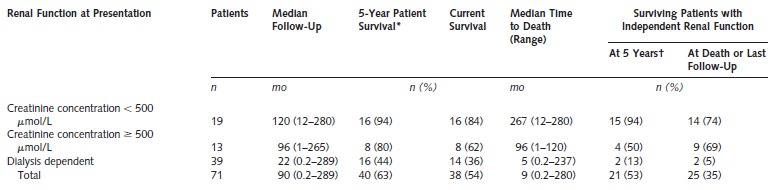 Renal Function at Presentation Patients Median 5-Year Patient Current Median Time Surviving Patients with
Follow-Up Survival* Survival to Death Independent Renal Function
(Range)
At 5 Years† At Death or Last
Follow-Up
n mo n (%) mo n (%)
Creatinine concentration < 500
μmol/L 19 120 (12–280) 16 (94) 16 (84) 267 (12–280) 15 (94) 14 (74)
Creatinine concentration ≥ 500
μmol/L 13 96 (1–265) 8 (80) 8 (62) 96 (1–120) 4 (50) 9 (69)
Dialysis dependent 39 22 (0.2–289) 16 (44) 14 (36) 5 (0.2–237) 2 (13) 2 (5)
Total 71 90 (0.2–289) 40 (63) 38 (54) 9 (0.2–280) 21 (53) 25 (35)